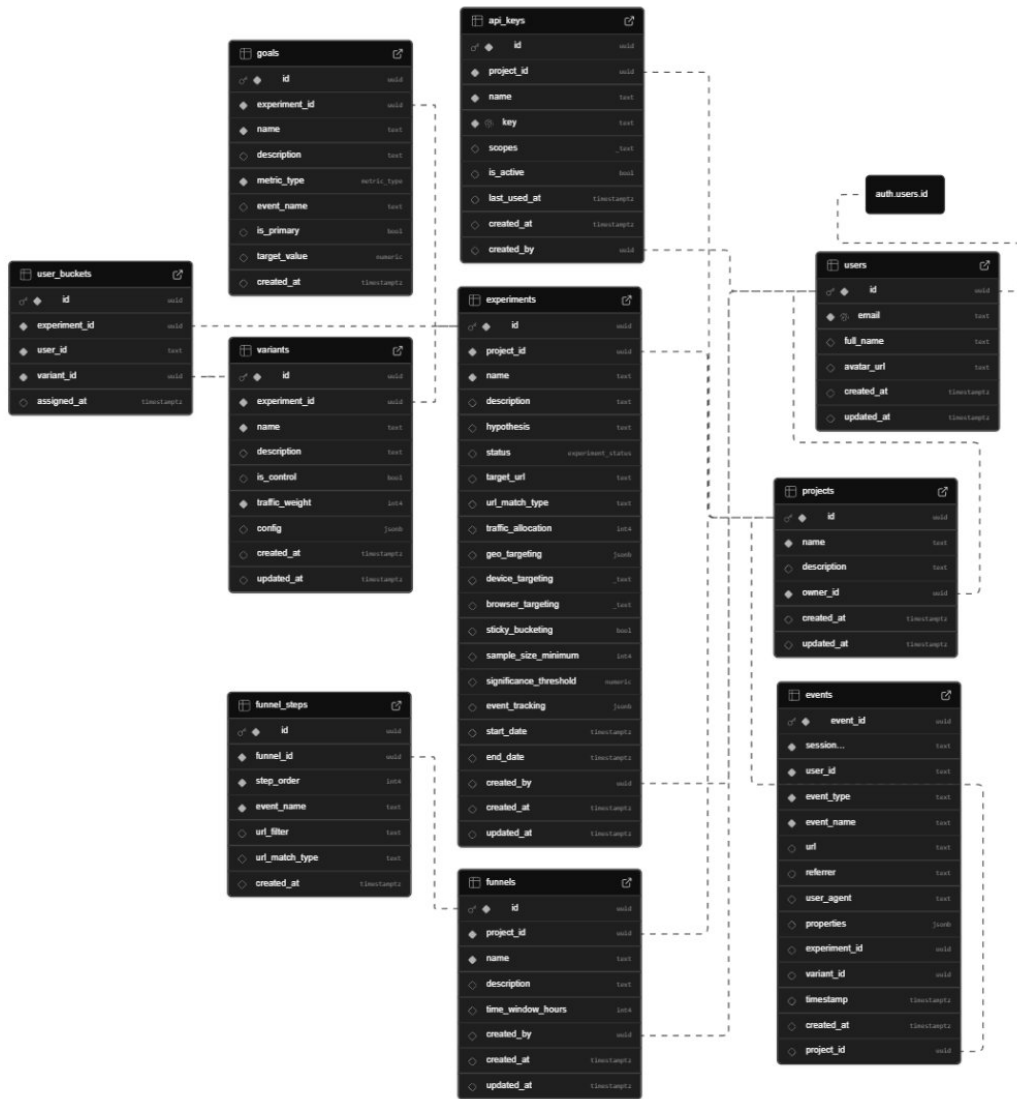 api_keys
id uuid
project_id uuid
name text
key text
scopes _text
is_active bool
last_used_at timestamptz
created_at timestamptz
created_by uuid
goals
id uuid
experiment_id uuid
name text
description text
metric_type metric_type
event_name text
is_primary bool
target_value numeric
created_at timestamptz
auth.users.id
users
id uuid
email text
full_name text
avatar_url text
created_at timestamptz
updated_at timestamptz
user_buckets
id uuid
experiment_id uuid
user_id text
variant_id uuid
assigned_at timestamptz
experiments
id uuid
project_id uuid
name text
description text
hypothesis text
status experiment_status
target_url text
url_match_type text
traffic_allocation int4
geo_targeting jsonb
device_targeting _text
browser_targeting _text
sticky_bucketing bool
sample_size_minimum int4
significance_threshold numeric
event_tracking jsonb
start_date timestamptz
end_date timestamptz
created_by uuid
created_at timestamptz
updated_at timestamptz
variants
id uuid
experiment_id uuid
name text
description text
is_control bool
traffic_weight int4
config jsonb
created_at timestamptz
updated_at timestamptz
projects
id uuid
name text
description text
owner_id uuid
created_at timestamptz
updated_at timestamptz
funnel_steps
id uuid
funnel_id uuid
step_order int4
event_name text
url_filter text
url_match_type text
created_at timestamptz
events
event_id uuid
session... text
user_id text
event_type text
event_name text
url text
referrer text
user_agent text
properties jsonb
experiment_id uuid
variant_id uuid
timestamp timestamptz
created_at timestamptz
project_id uuid
funnels
id uuid
project_id uuid
name text
description text
time_window_hours int4
created_by uuid
created_at timestamptz
updated_at timestamptz